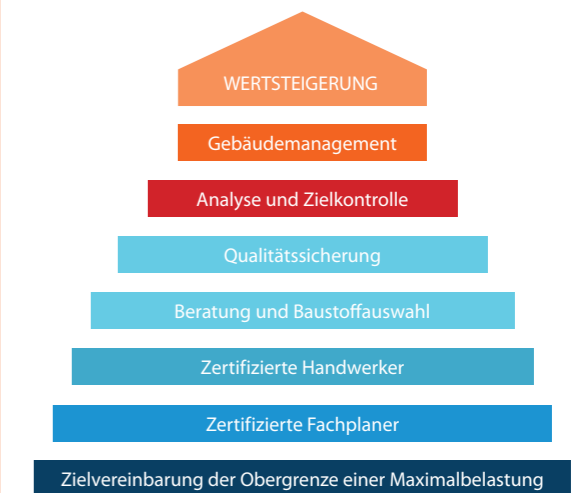 WERTSTEIGERUNG
Gebäudemanagement
Analyse und Zielkontrolle
Qualitätssicherung
Beratung und Baustoffauswahl
Zertifizierte Handwerker
Zertifizierte Fachplaner
Zielvereinbarung der Obergrenze einer Maximalbelastung